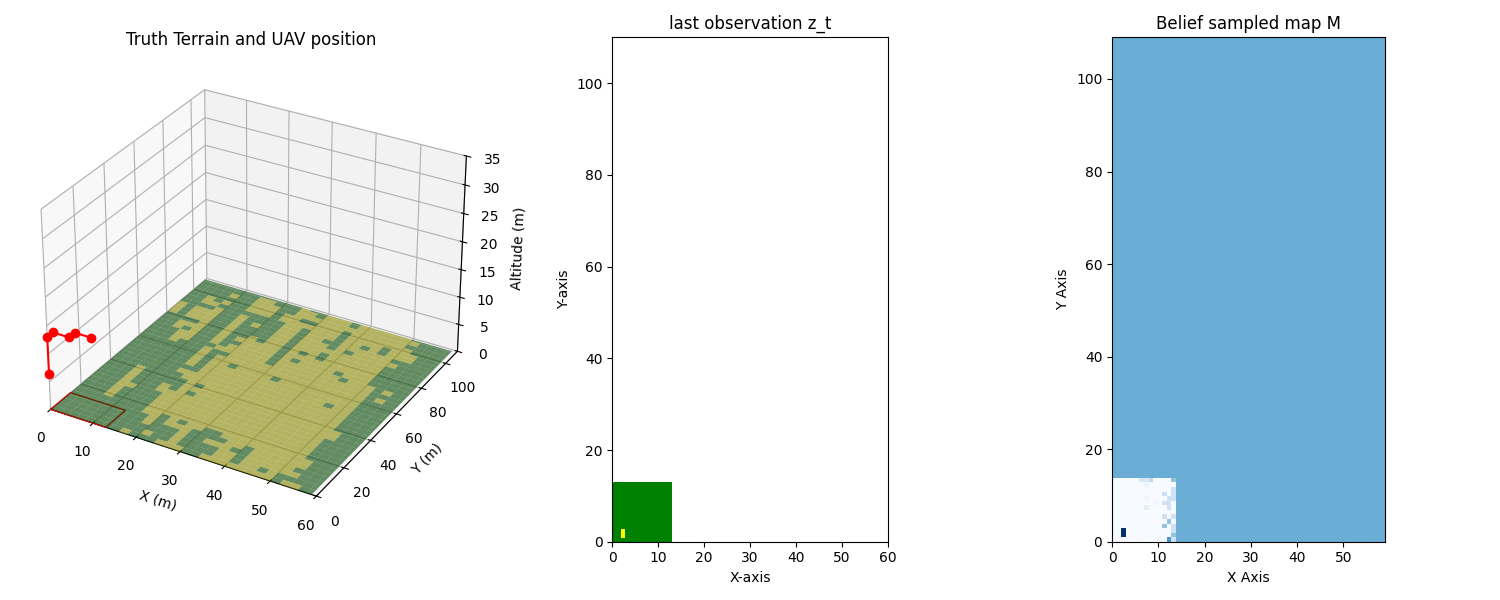 Truth Terrain and UAV position
35
30
25
20
15
10
5
0
Altitude (m)
0
10
20
30
40
50
60
X (m)
0
20
40
60
80
100
Y (m)
last observation z_t
100
80
60
40
20
0
Y-axis
0 10 20 30 40 50 60
X-axis
Belief sampled map M
100
80
60
40
20
0
Y Axis
0 10 20 30 40 50
X Axis